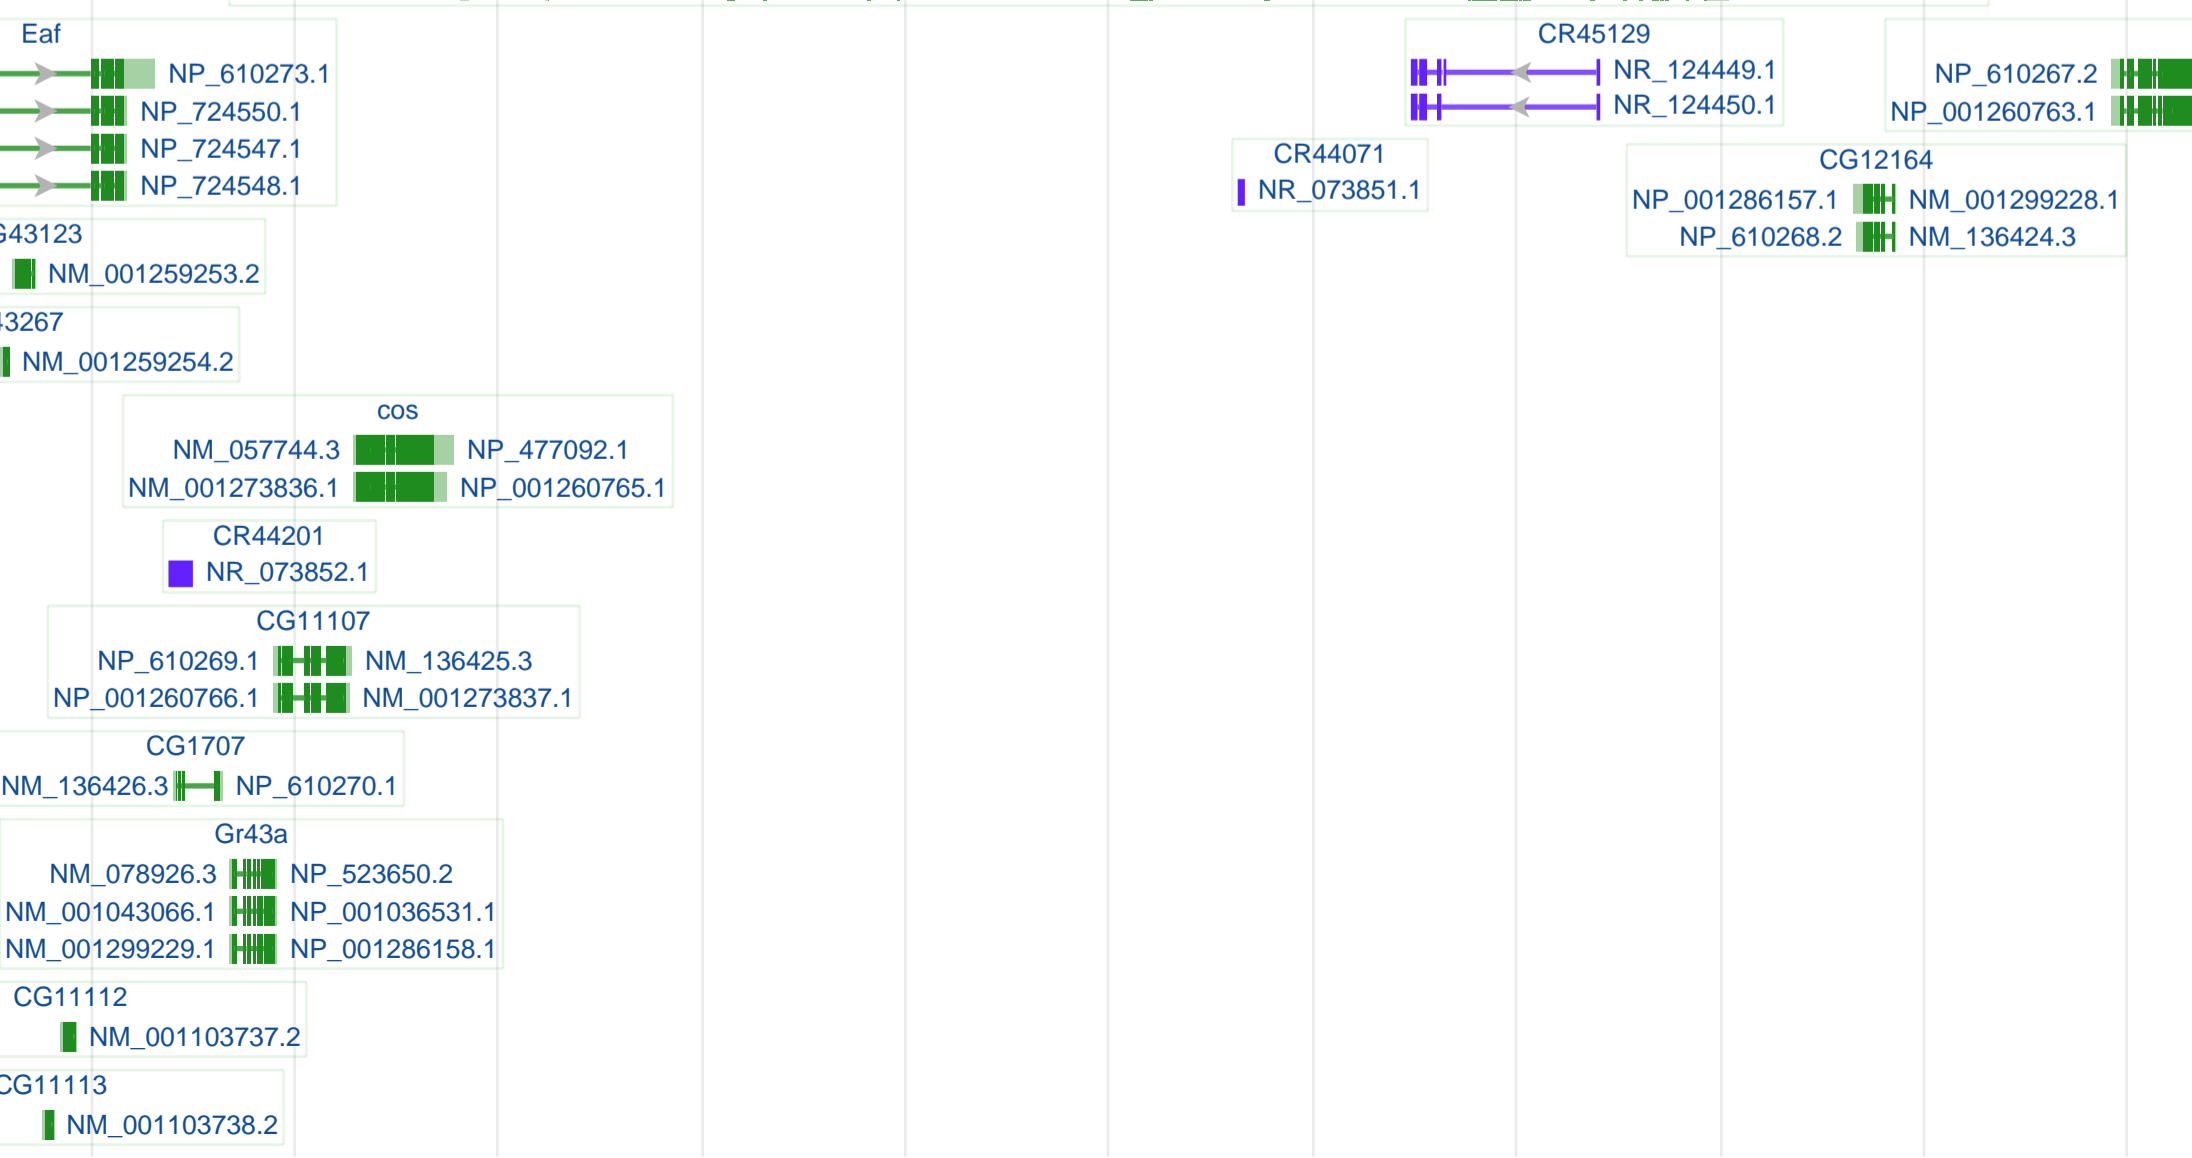 Eaf
NP_610273.1
NP_724550.1
NP_724547.1
NP_724548.1
G43123
NM_001259253.2
43267
NM_001259254.2
cos
NM_057744.3 NP_477092.1
NM_001273836.1 NP_001260765.1
CR44201
NR_073852.1
CG11107
NP_610269.1 NM_136425.3
NP_001260766.1 NM_001273837.1
CG1707
NM_136426.3 NP_610270.1
Gr43a
NM_078926.3 NP_523650.2
NM_001043066.1 NP_001036531.1
NM_001299229.1 NP_001286158.1
CG11112
NM_001103737.2
CG11113
NM_001103738.2
CR45129
NR_124449.1
NR_124450.1
CR44071
NR_073851.1
NP_610267.2
NP_001260763.1
CG12164
NP_001286157.1 NM_001299228.1
NP_610268.2 NM_136424.3